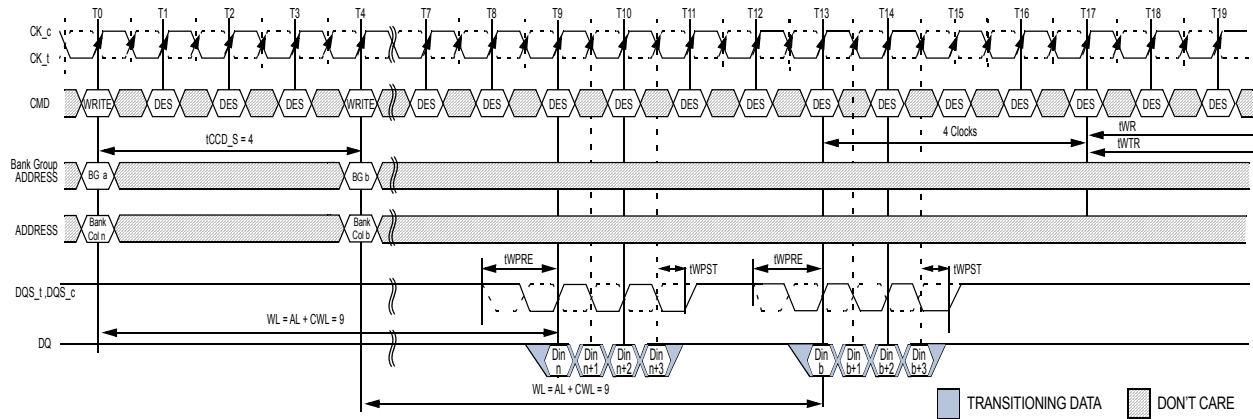 T0 T1 T2 T3 T4 T7 T8 T9 T10 T11 T12 T13 T14 T15 T16 T17 T18 T19
CK_c
CK_t
CMD WRITE DES DES DES WRITE DES DES DES DES DES DES DES DES DES DES DES DES DES
tCCD_S = 4
4 Clocks
tWR
tWTR
Bank Group
ADDRESS
BG a
BG b
ADDRESS
Bank
Col n
Bank
Col b
tWPRE
tWPST
tWPRE
tWPST
DQS_t ,DQS_c
WL = AL + CWL = 9
DQ
Din
n
Din
n+1
Din
n+2
Din
n+3
Din
b
Din
b+1
Din
b+2
Din
b+3
WL = AL + CWL = 9
TRANSITIONING DATA
DON'T CARE